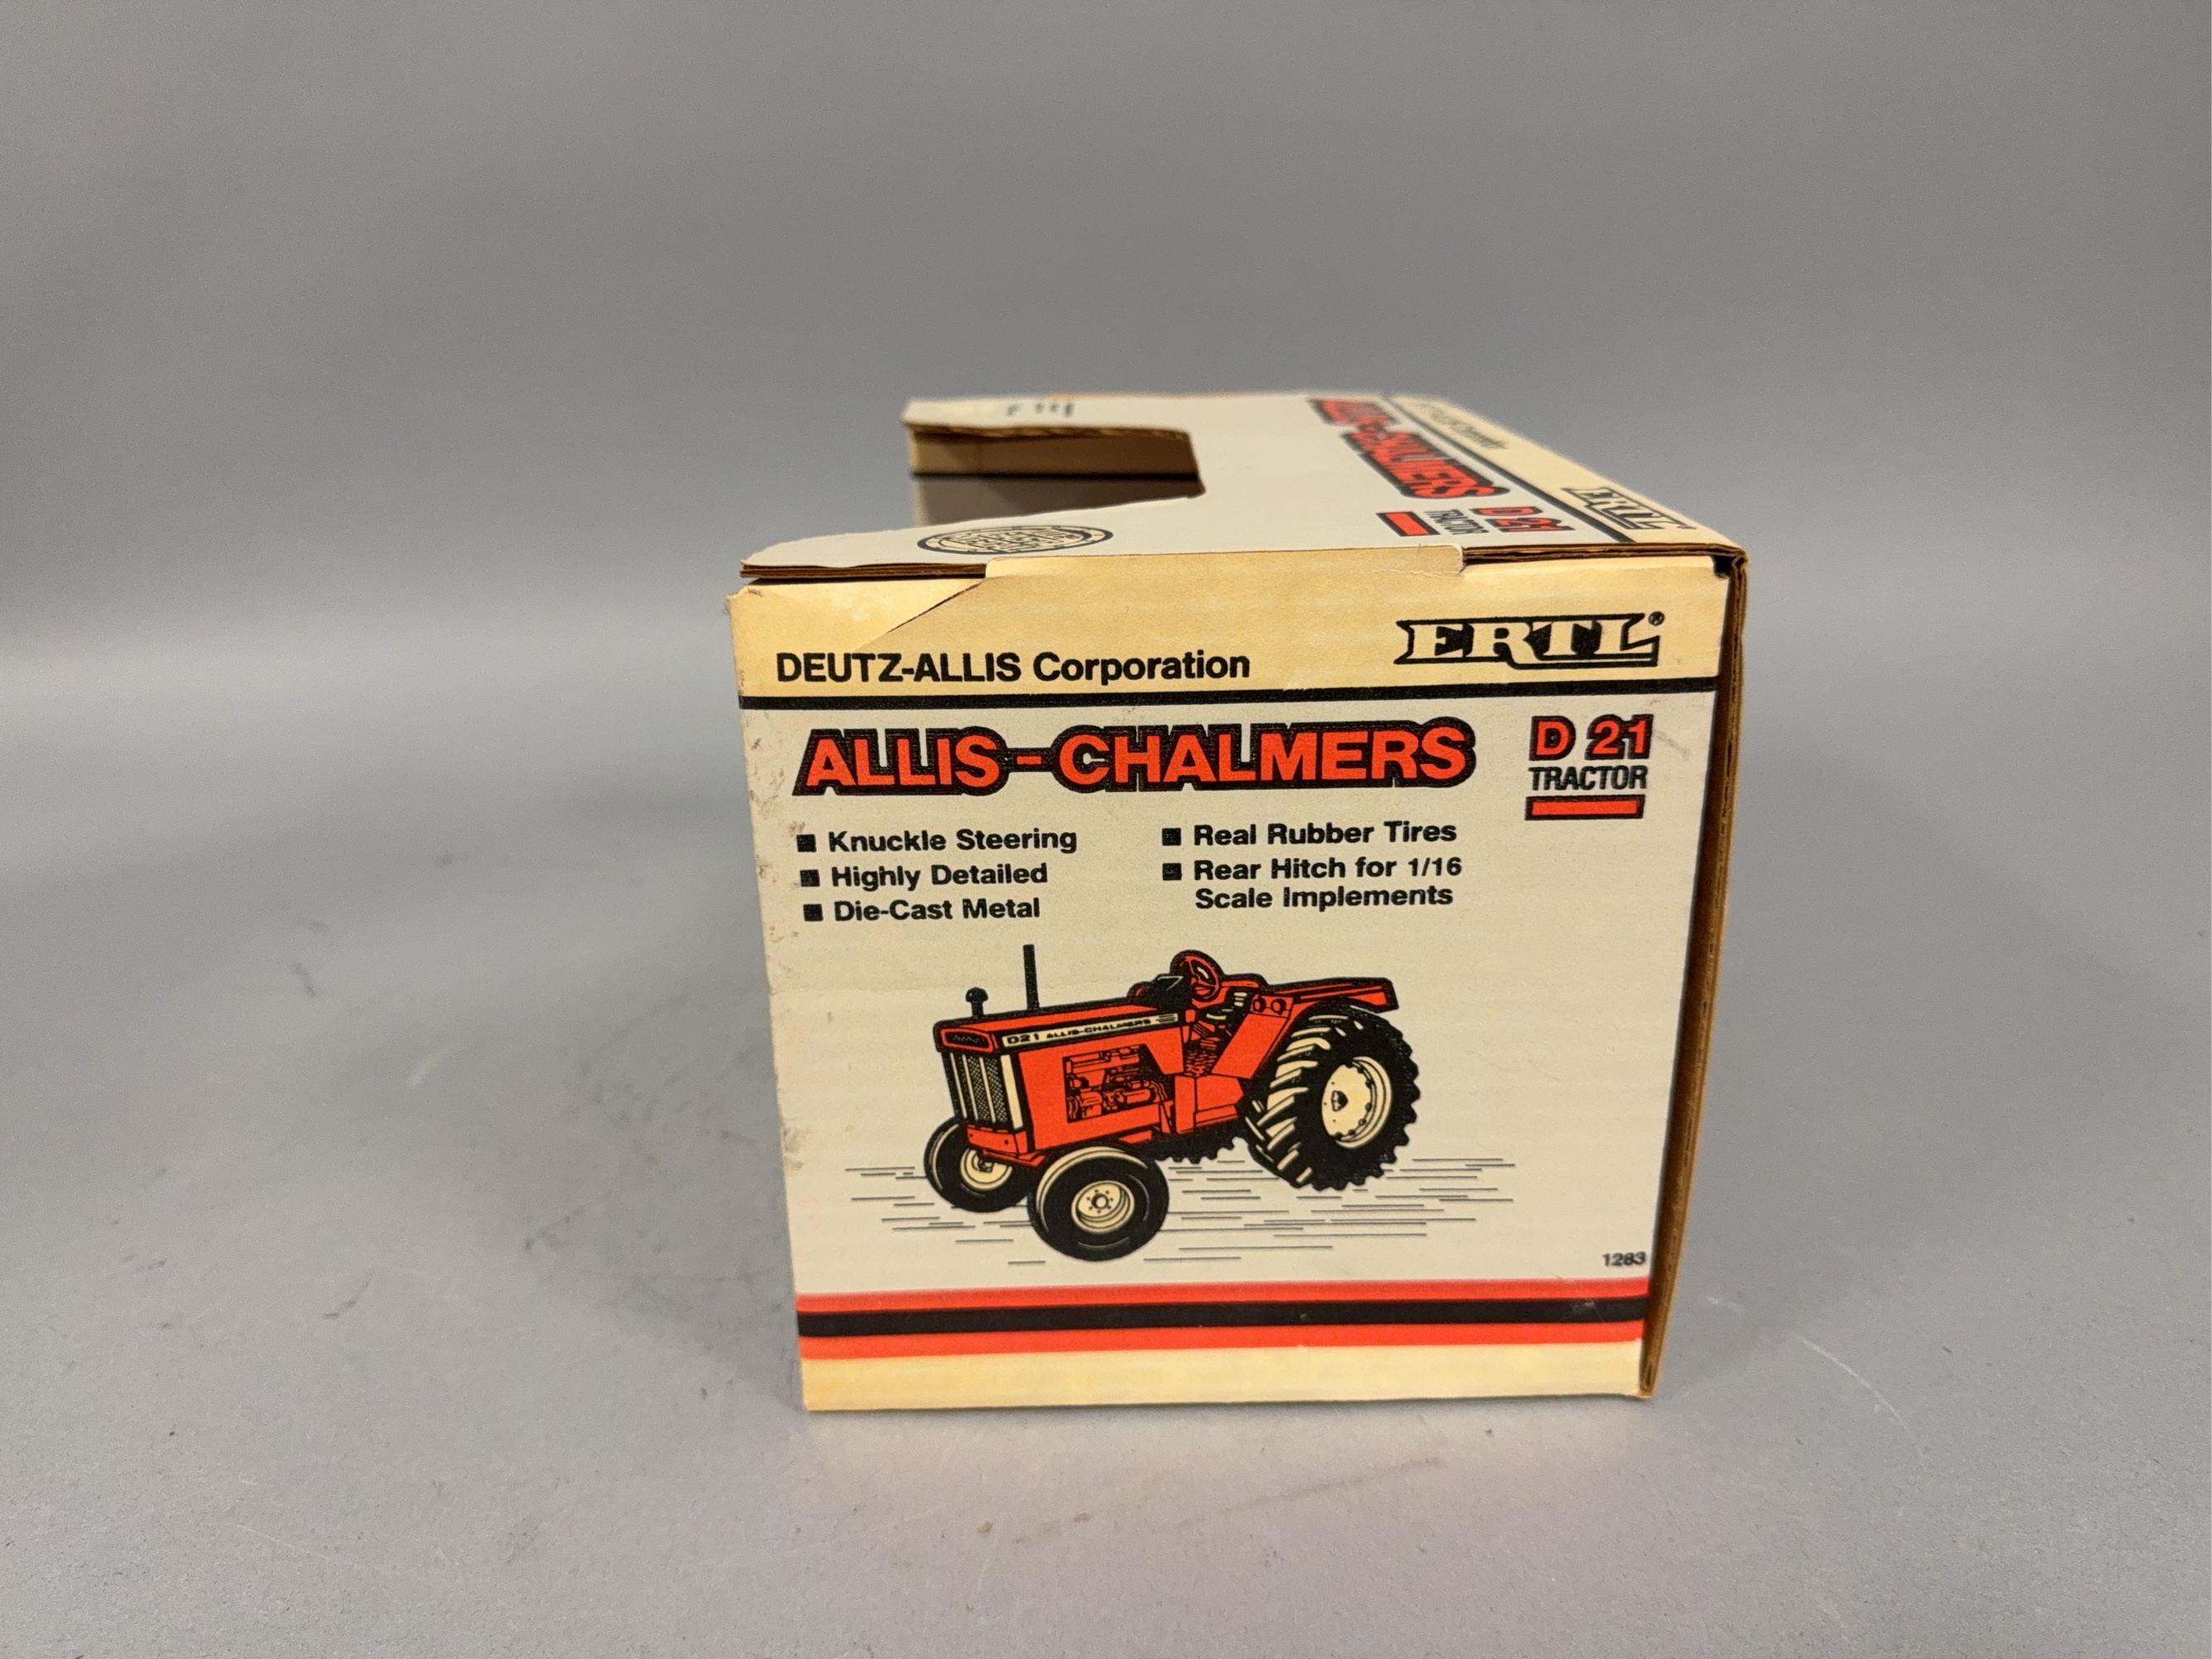 ALLIS-CHALMERS
D 21
TRACTOR
ERTL
DEUTZ-ALLIS Corporation
ERTL®
ALLIS-CHALMERS
D 21
TRACTOR
■ Knuckle Steering
■ Highly Detailed
■ Die-Cast Metal
■ Real Rubber Tires
■ Rear Hitch for 1/16
Scale Implements
D21 ALLIS-CHALMERS
1283